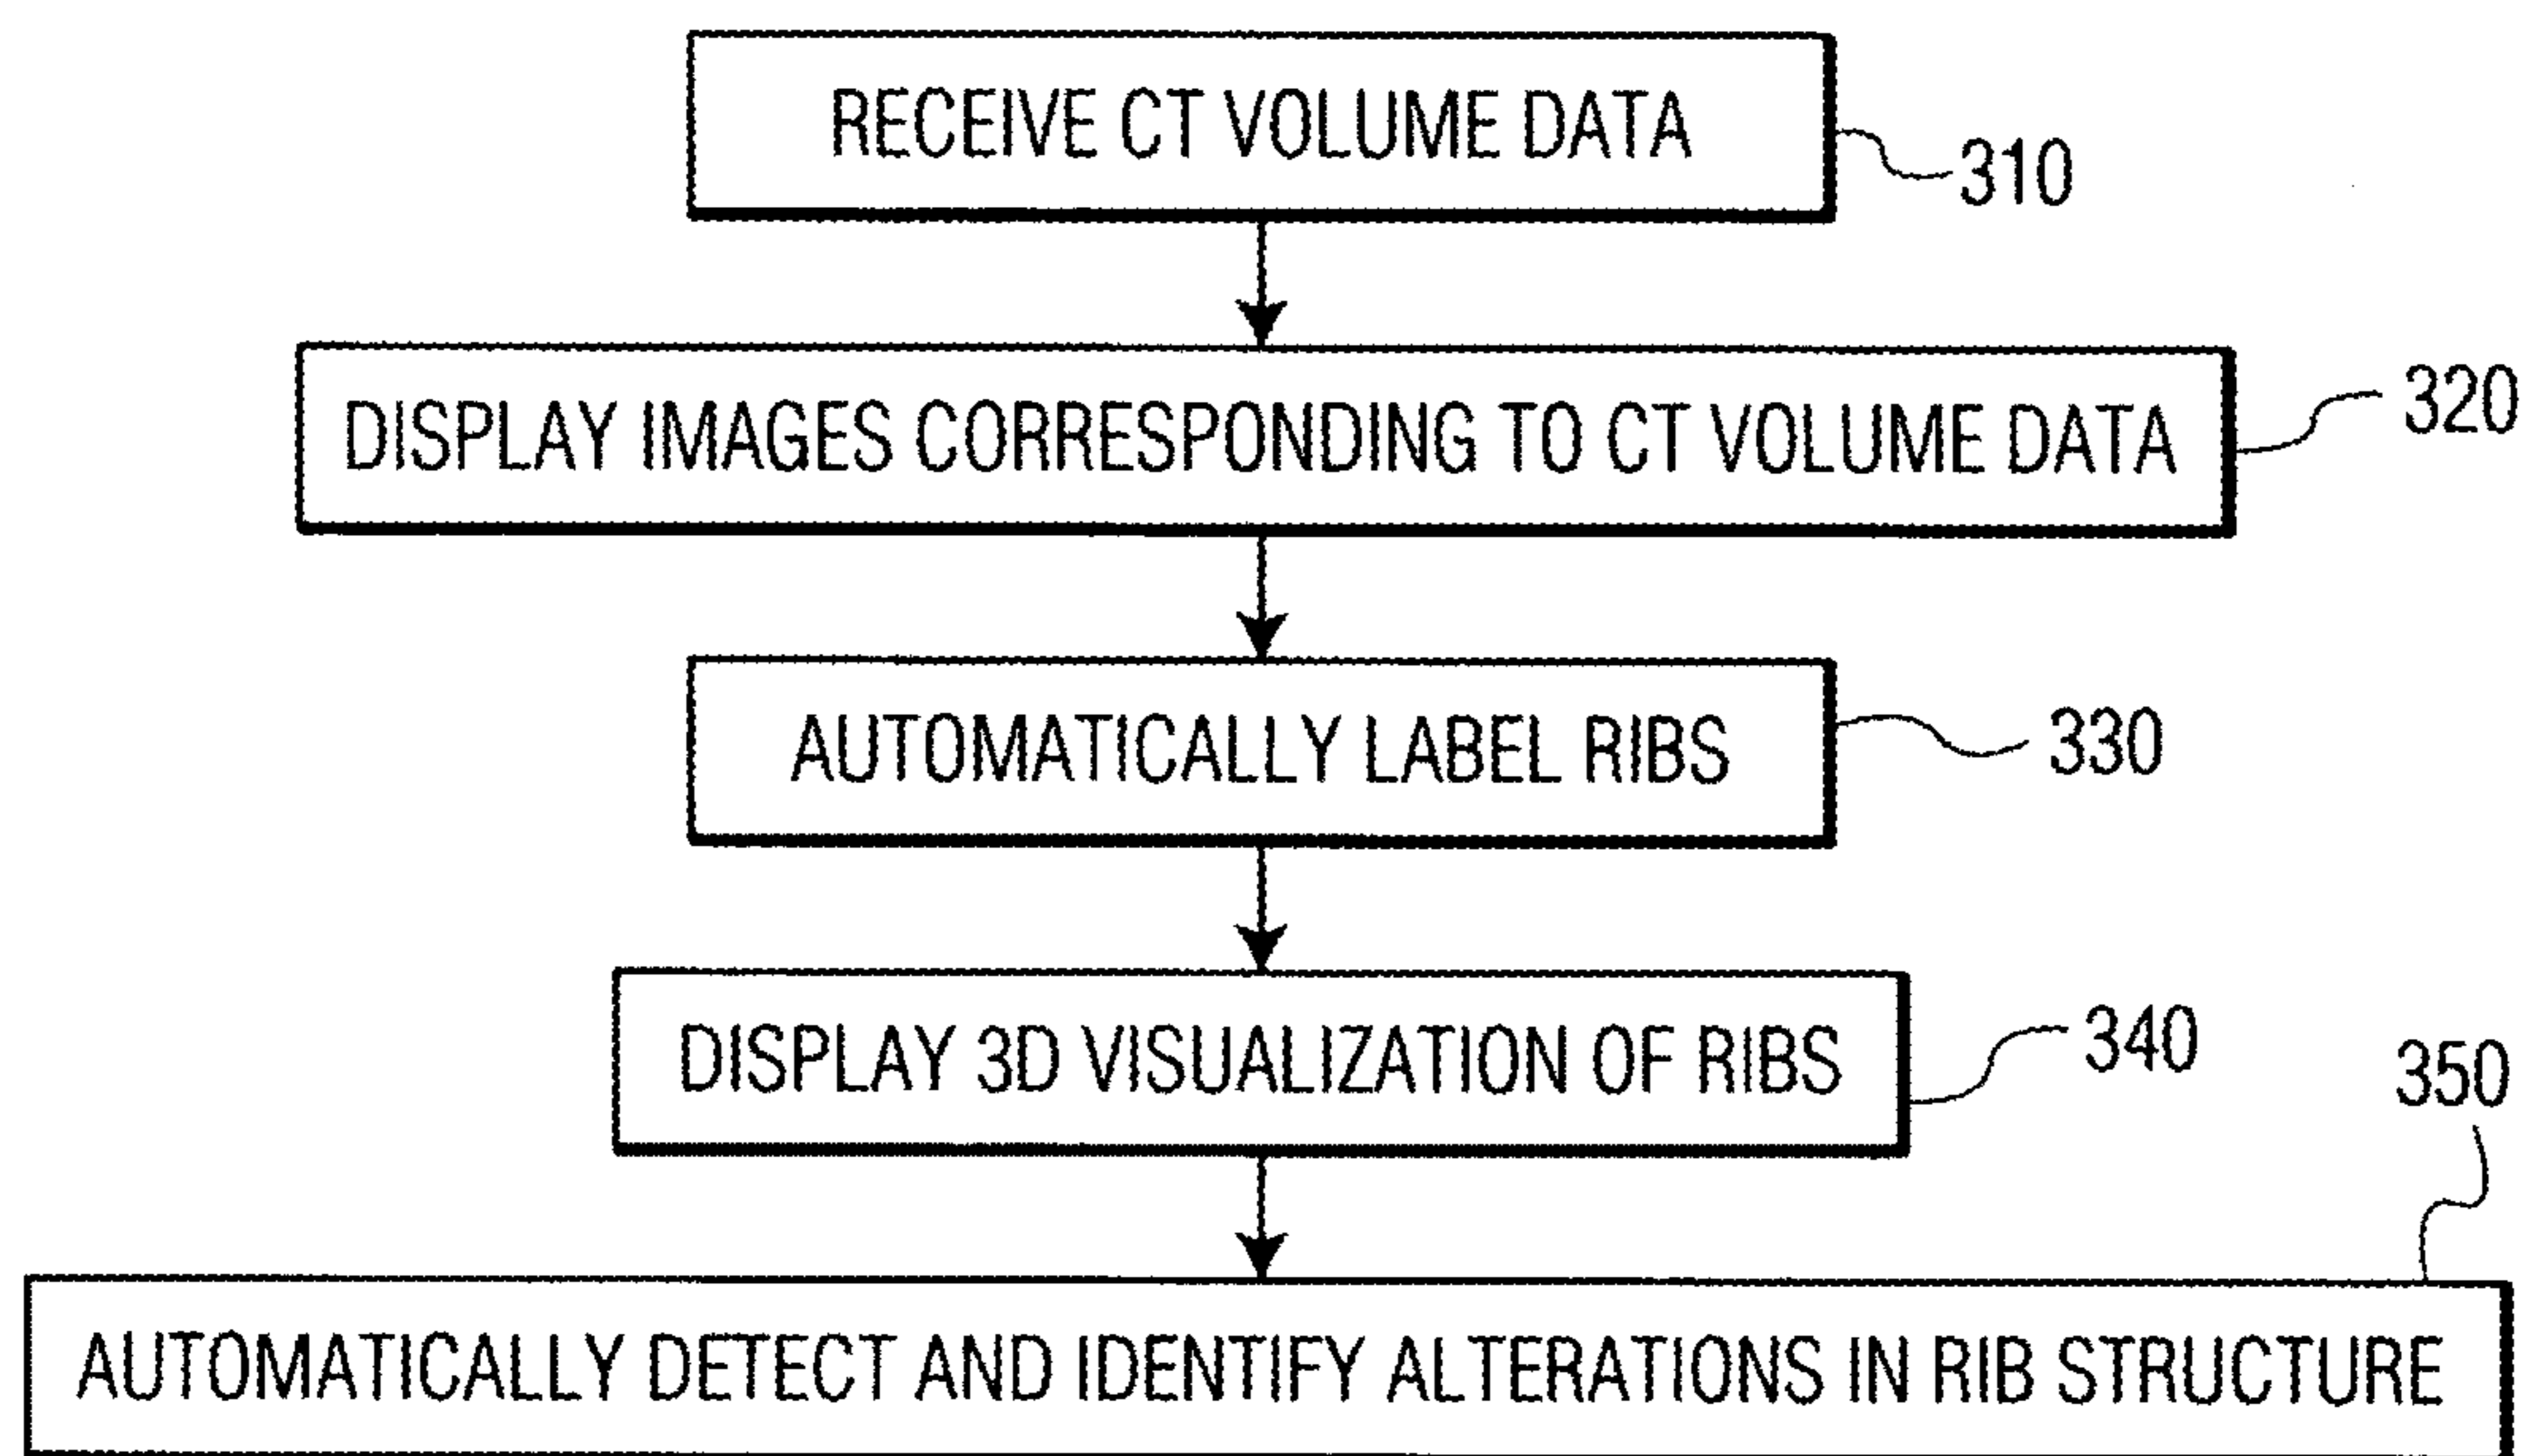 RECEIVE CT VOLUME DATA
310
DISPLAY IMAGES CORRESPONDING TO CT VOLUME DATA
320
AUTOMATICALLY LABEL RIBS
330
DISPLAY 3D VISUALIZATION OF RIBS
340
350
AUTOMATICALLY DETECT AND IDENTIFY ALTERATIONS IN RIB STRUCTURE